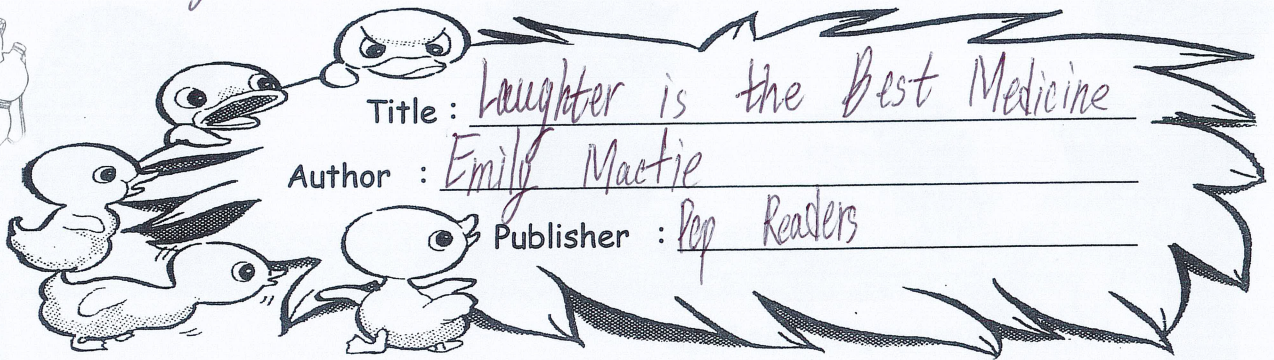 Title : Laughter is the Best Medicine
Author : Emily Mactie
Publisher : Pep Readers